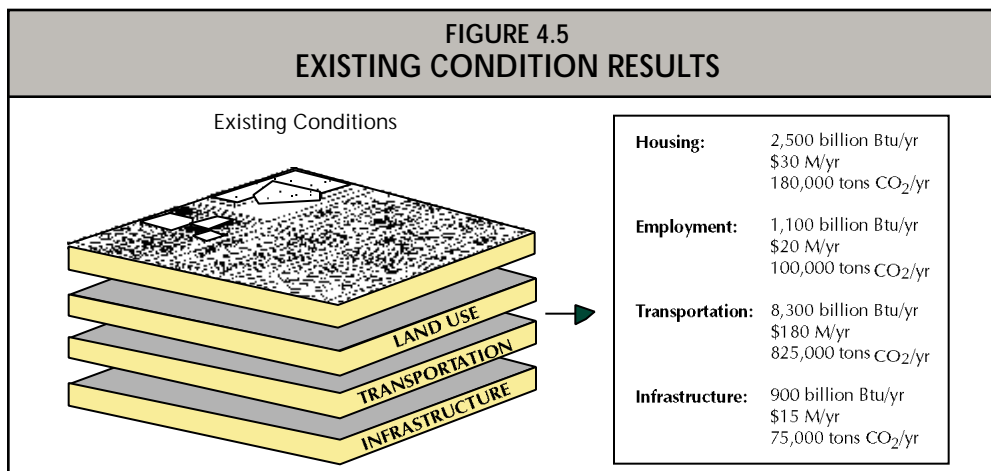 FIGURE 4.5
EXISTING CONDITION RESULTS
Existing Conditions
LAND USE
TRANSPORTATION
INFRASTRUCTURE
Housing: 2,500 billion Btu/yr
$30 M/yr
180,000 tons CO₂/yr
Employment: 1,100 billion Btu/yr
$20 M/yr
100,000 tons CO₂/yr
Transportation: 8,300 billion Btu/yr
$180 M/yr
825,000 tons CO₂/yr
Infrastructure: 900 billion Btu/yr
$15 M/yr
75,000 tons CO₂/yr